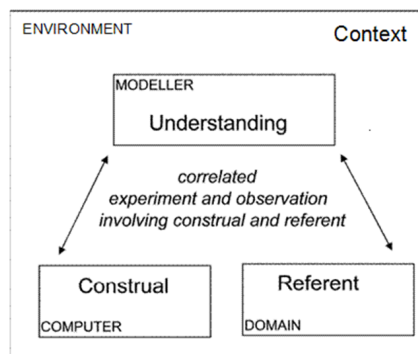 ENVIRONMENT
Context
MODELLER
Understanding
correlated
experiment and observation
involving construal and referent
Construal
COMPUTER
Referent
DOMAIN